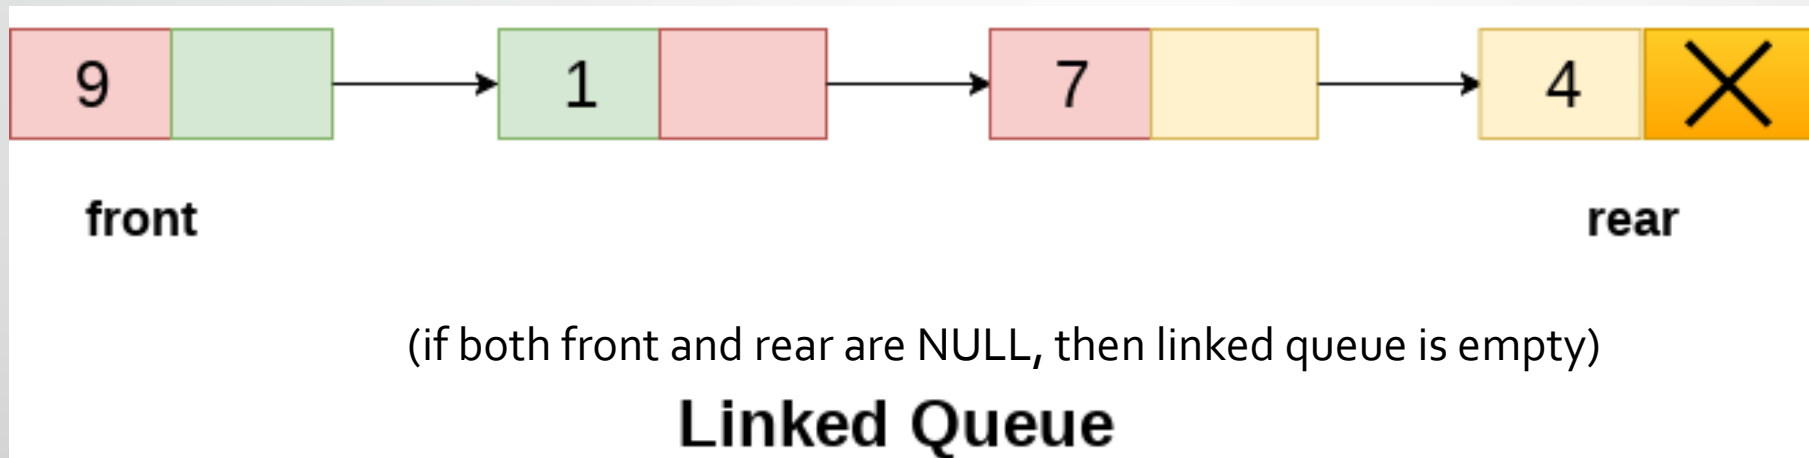 9 1 7 4
front rear
(if both front and rear are NULL, then linked queue is empty)
Linked Queue